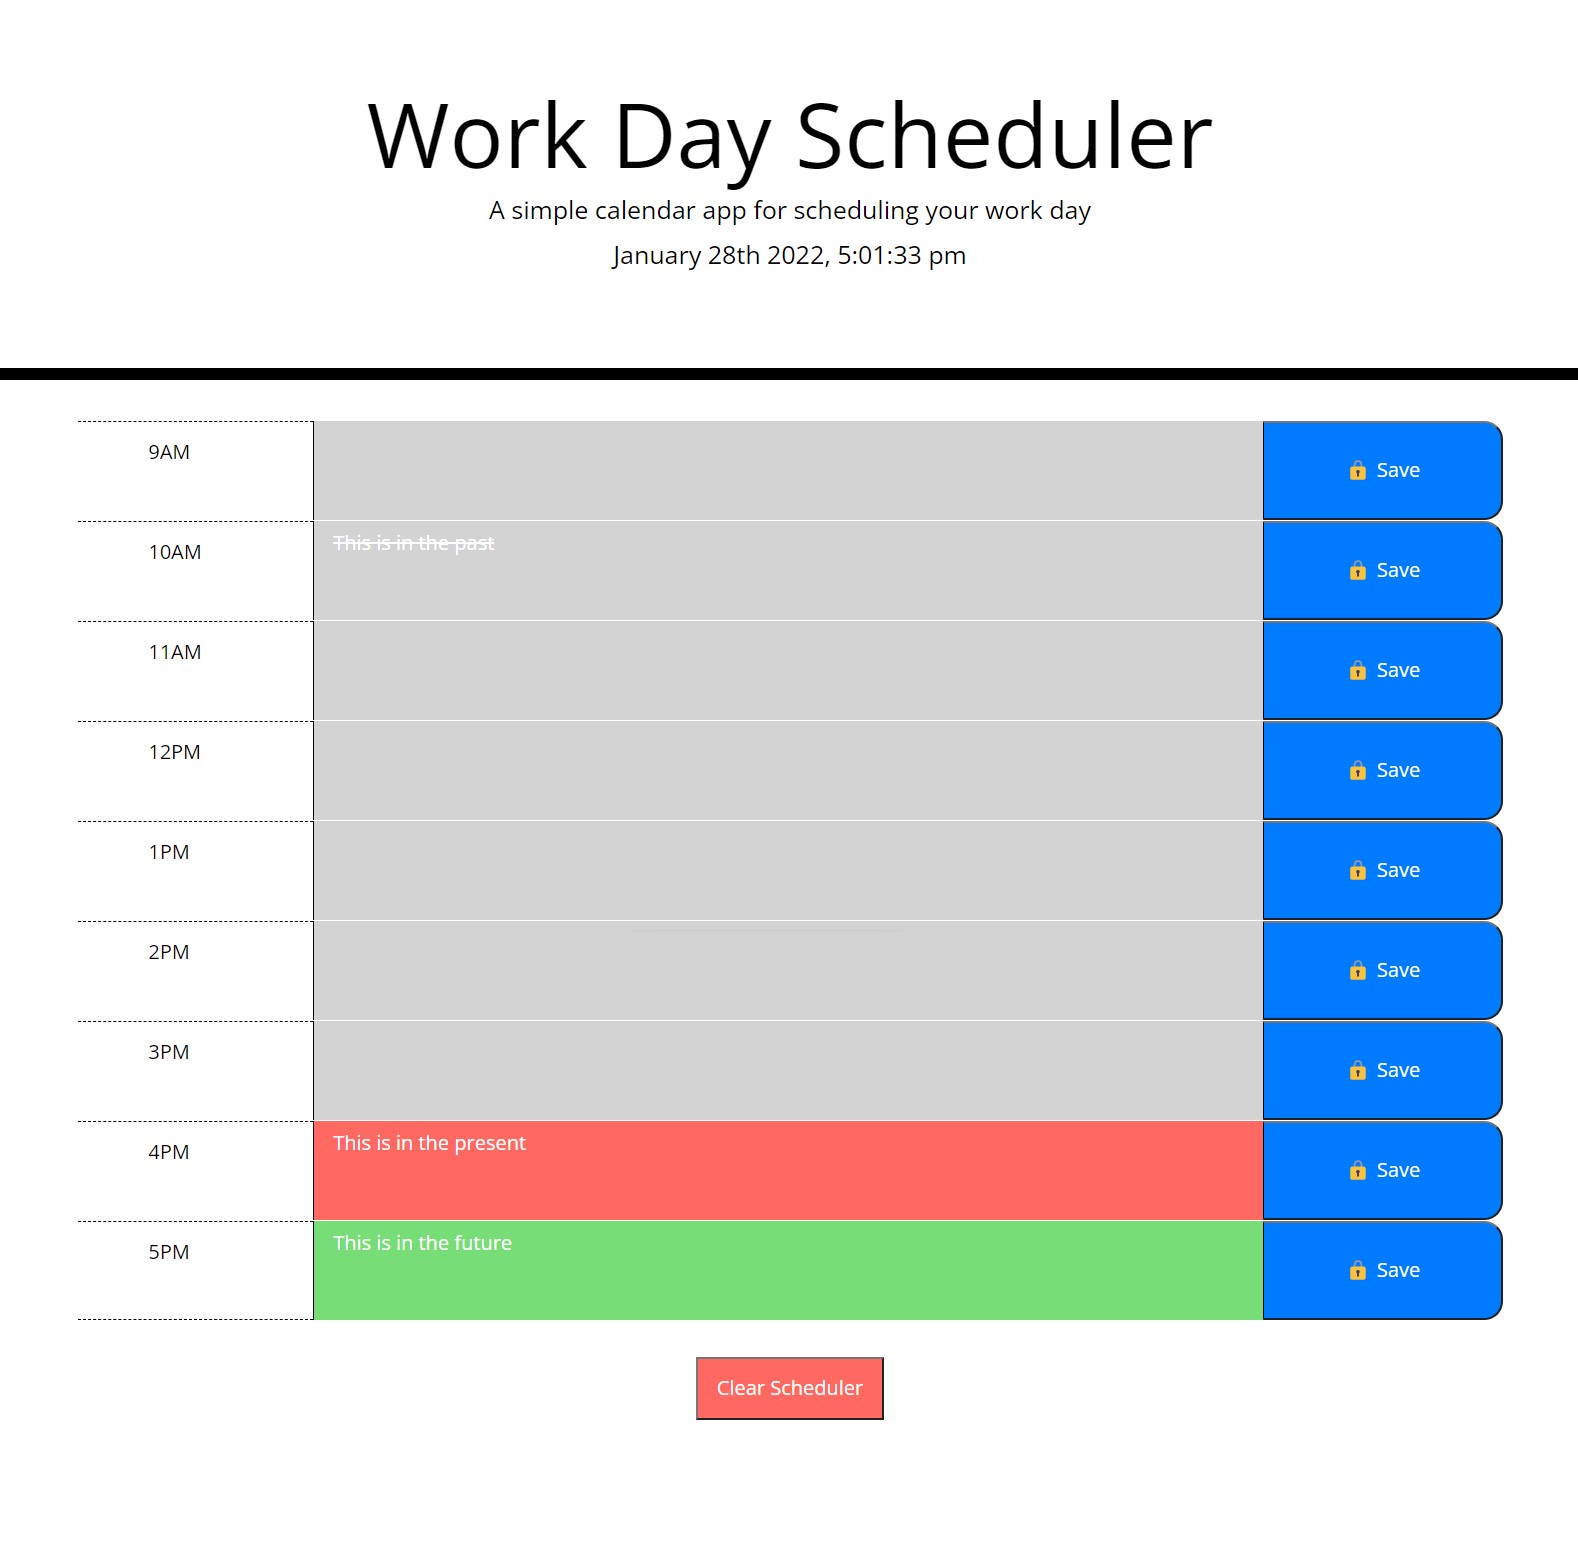 Work Day Scheduler
A simple calendar app for scheduling your work day
January 28th 2022, 5:01:33 pm
9AM
Save
10AM
This is in the past
Save
11AM
Save
12PM
Save
1PM
Save
2PM
Save
3PM
Save
4PM
This is in the present
Save
5PM
This is in the future
Save
Clear Scheduler